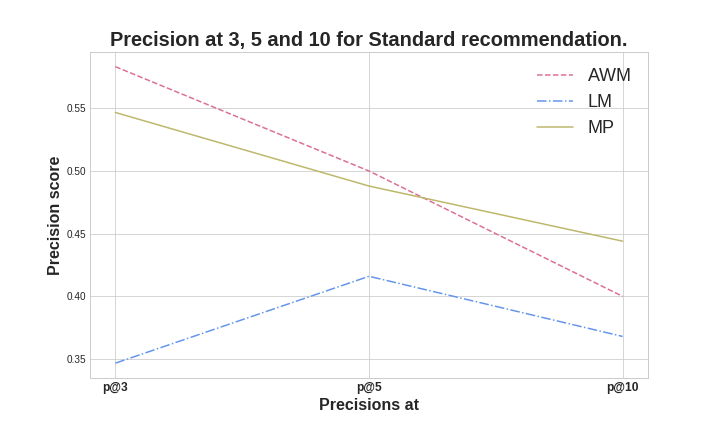 Precision at 3, 5 and 10 for Standard recommendation.
AWM
LM
MP
Precision score
0.55
0.50
0.45
0.40
0.35
p@3
p@5
p@10
Precisions at